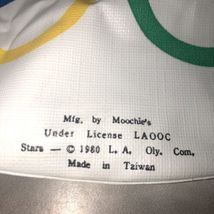 Mfg. by Moochie's
Under License LAOOC
Stars — © 1980 L. A. Oly. Com.
Made in Taiwan